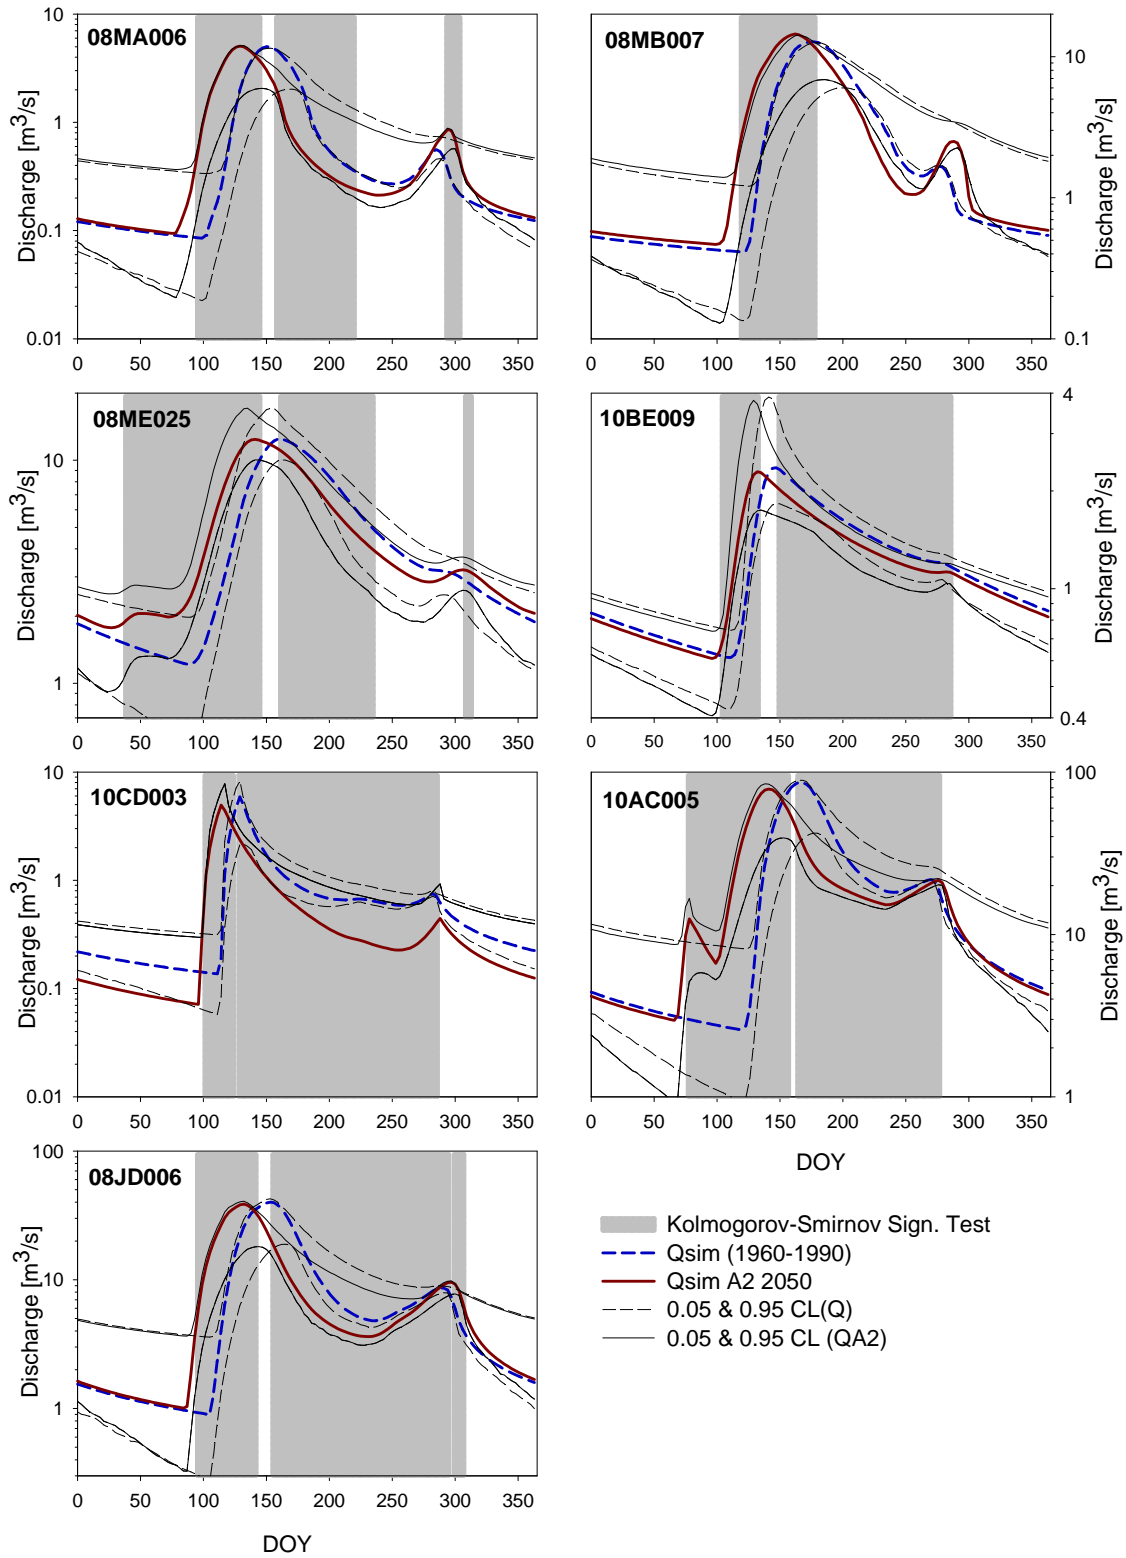 08MA006
Discharge [m³/s]
10
1
0.1
0.01
0 50 100 150 200 250 300 350
08MB007
Discharge [m³/s]
10
1
0.1
0 50 100 150 200 250 300 350
08ME025
Discharge [m³/s]
10
1
0 50 100 150 200 250 300 350
10BE009
Discharge [m³/s]
4
1
0.4
0 50 100 150 200 250 300 350
10CD003
Discharge [m³/s]
10
1
0.1
0.01
0 50 100 150 200 250 300 350
10AC005
Discharge [m³/s]
100
10
1
0 50 100 150 200 250 300 350
DOY
08JD006
Discharge [m³/s]
100
10
1
0 50 100 150 200 250 300 350
DOY
Kolmogorov-Smirnov Sign. Test
Qsim (1960-1990)
Qsim A2 2050
0.05 & 0.95 CL(Q)
0.05 & 0.95 CL (QA2)